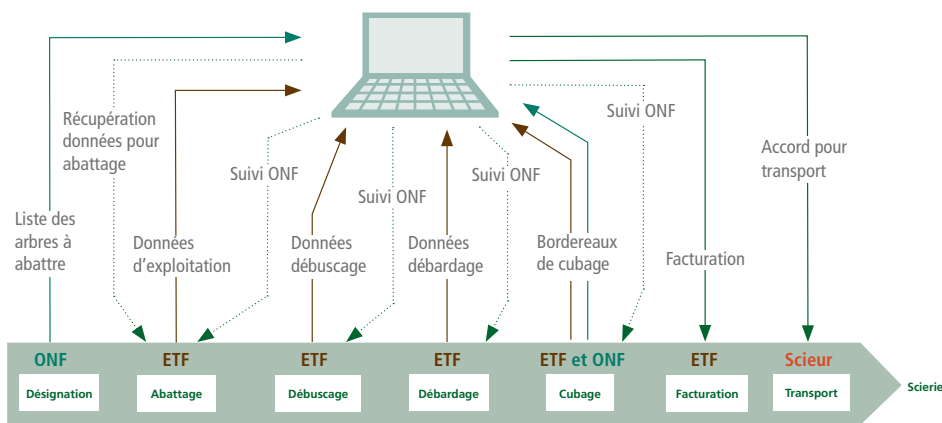 Récupération
données pour
abattage
Suivi ONF
Suivi ONF
Suivi ONF
Suivi ONF
Accord pour
transport
Liste des
arbres à
abattre
Données
d’exploitation
Données
débuscage
Données
débardage
Bordereaux
de cubage
Facturation
ONF
Désignation
ETF
Abattage
ETF
Débuscage
ETF
Débardage
ETF et ONF
Cubage
ETF
Facturation
Scieur
Transport
Scierie